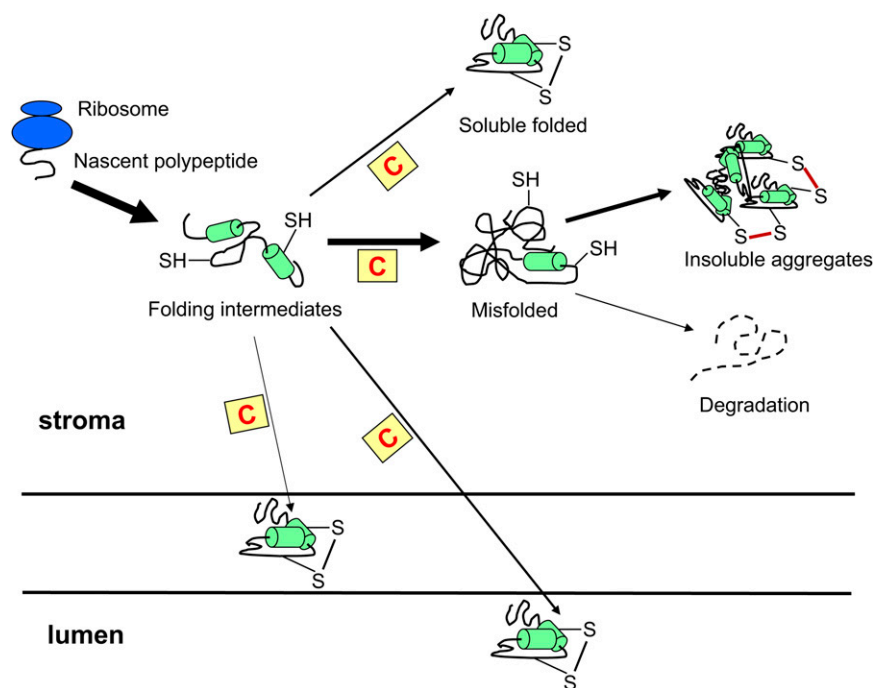 Ribosome
Nascent polypeptide
S
S
Soluble folded
C
SH
SH
Folding intermediates
C
SH
SH
Misfolded
S
S
S
S
Insoluble aggregates
Degradation
C
C
stroma
S
S
lumen
S
S